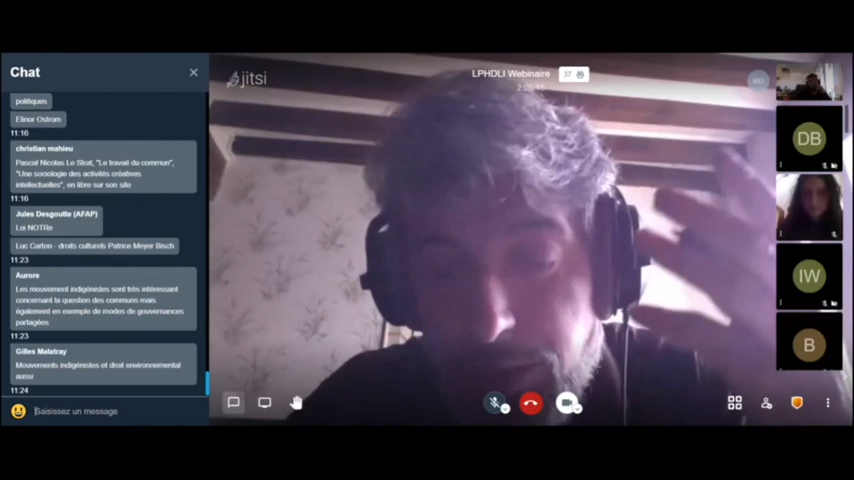 Chat
politiques
Elinor Ostrom
11:16
christian mahieu
Pascal Nicolas Le Strat, "Le travail du commun",
"Une sociologie des activités créatives
intellectuelles", en libre sur son site
11:16
Jules Desgoutte (AFAP)
Loi NOTRe
Luc Carton - droits culturels Patrice Meyer Bisch
11:23
Aurore
Les mouvement indigénistes sont très intéressant
concernant la question des communs mais
également en exemple de modes de gouvernances
partagées
11:23
Gilles Malatray
Mouvements indigénistes et droit environnemental
aussi
11:24
Saisissez un message
jitsi
LPHDLI Webinaire
37
DB
IW
B